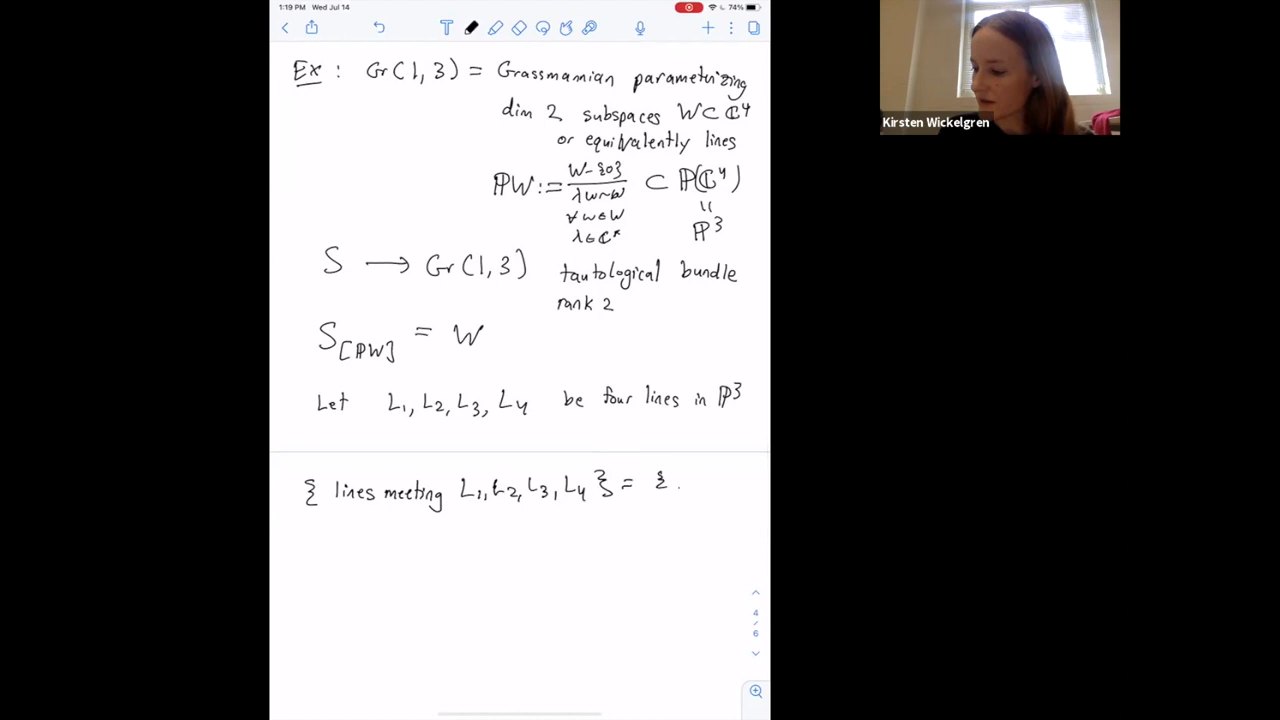 1:19 PM Wed Jul 14
74%
Ex : Gr(1,3) = Grassmannian parametrizing
dim 2 subspaces W ⊂ ℂ⁴
or equivalently lines
ℙW := W-{0} / λw~w ∀w∈W λ∈ℂ* ⊂ ℙ(ℂ⁴)
=
ℙ³
S → Gr(1,3) tautological bundle
rank 2
S_[ℙW] = W
Let L₁, L₂, L₃, L₄ be four lines in ℙ³
{ lines meeting L₁, L₂, L₃, L₄ } = {
4
/
6
Kirsten Wickelgren